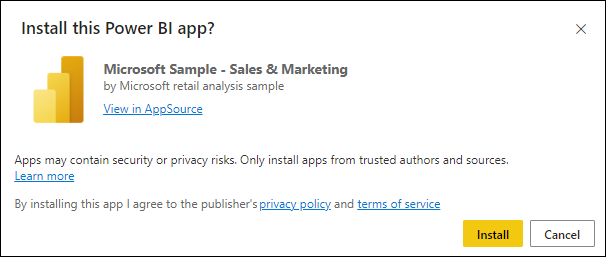 Install this Power BI app?
Microsoft Sample - Sales & Marketing
by Microsoft retail analysis sample
View in AppSource
Apps may contain security or privacy risks. Only install apps from trusted authors and sources.
Learn more
By installing this app I agree to the publisher's privacy policy and terms of service
Install Cancel